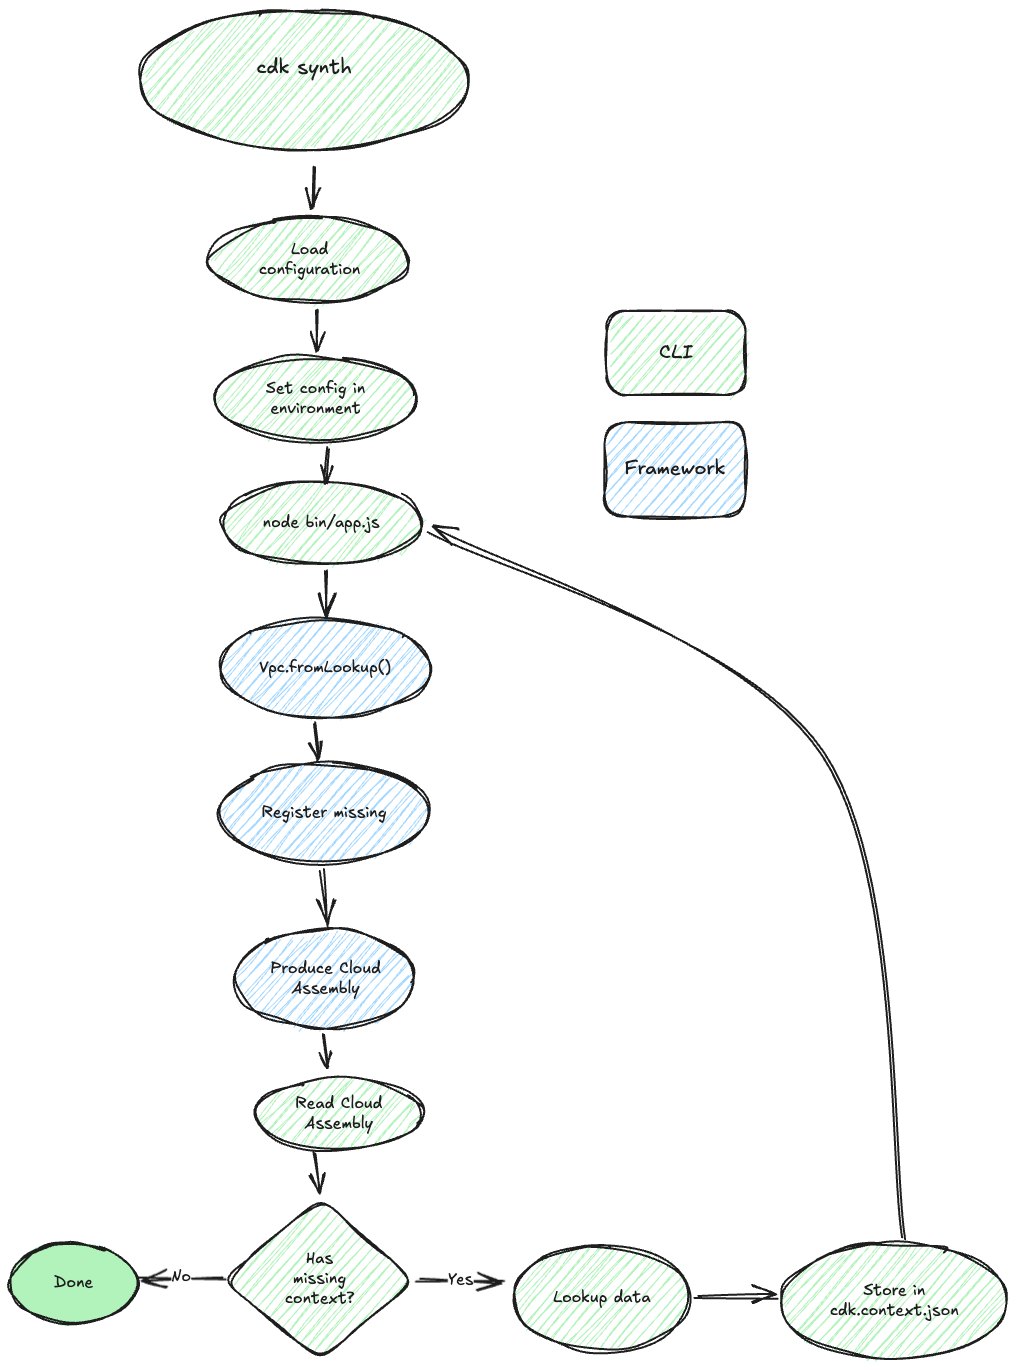 cdk synth
Load
configuration
Set config in
environment
CLI
Framework
node bin/app.js
Vpc.fromLookup()
Register missing
Produce Cloud
Assembly
Read Cloud
Assembly
Has
missing
context?
No
Done
Yes
Lookup data
Store in
cdk.context.json